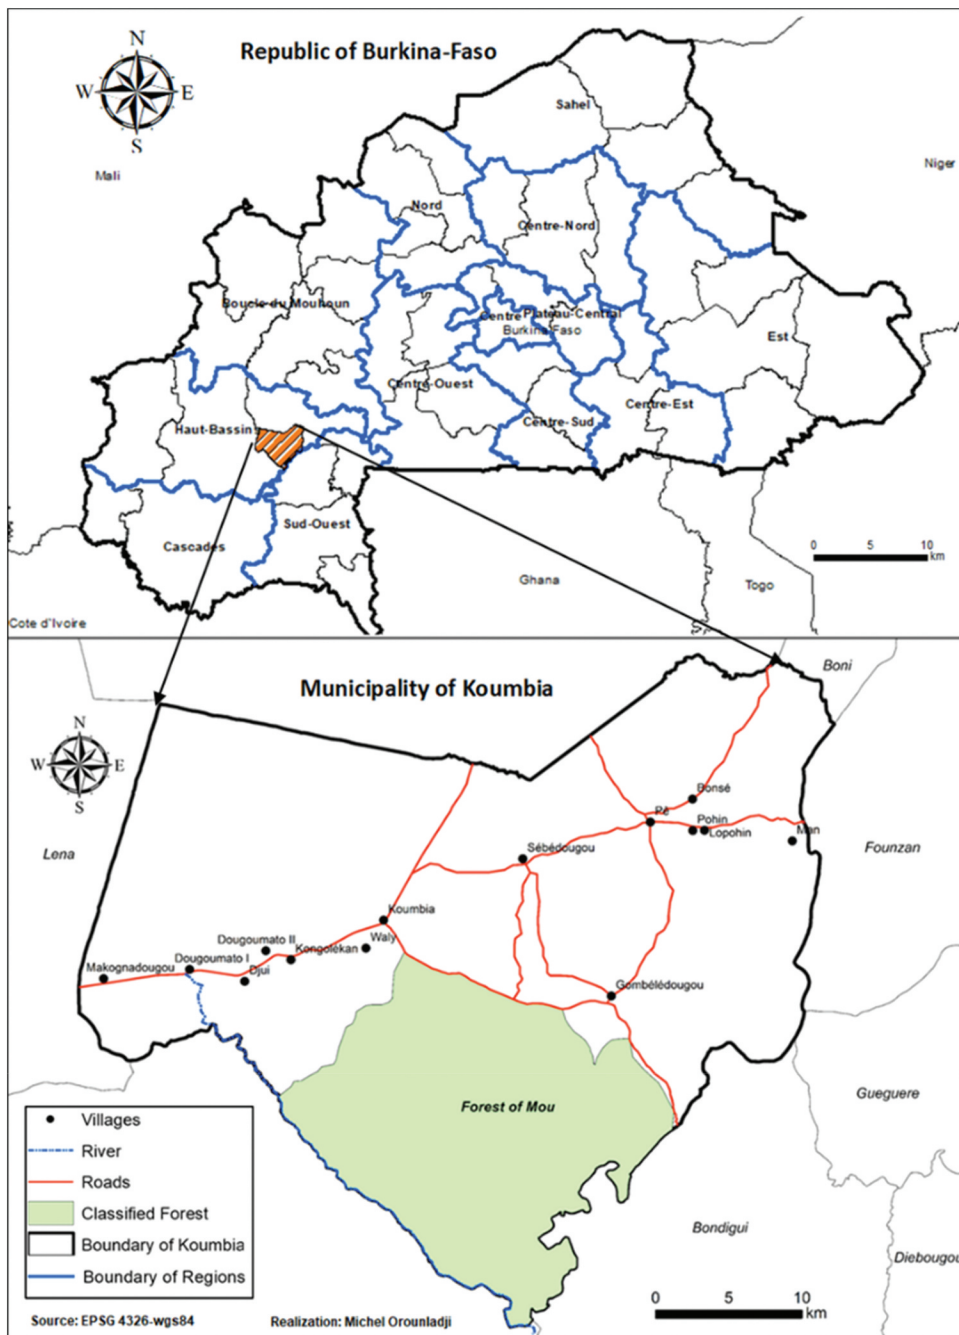 Republic of Burkina-Faso
N
W E
S
Sahel
Mali
Niger
Nord
Centre-Nord
Boucle du Mouhoun
Centre Plateau-Central
Burkina Faso
Est
Centre-Ouest
Centre-Est
Haut-Bassin
Centre-Sud
Sud-Ouest
Cascades
0 5 10
km
Ghana
Togo
Cote d'Ivoire
Municipality of Koumbia
Boni
N
W E
S
Bonsé
Pê
Pohin
Lopohin
Man
Lena
Founzan
Sébédougou
Koumbia
Waly
Dougoumato II
Kongolékan
Dougoumato I
Makognadougou
Djui
Gombélédougou
Gueguere
Forest of Mou
Villages
River
Roads
Classified Forest
Boundary of Koumbia
Boundary of Regions
Bondigui
Diebougou
0 5 10
km
Source: EPSG 4326-wgs84 Realization: Michel Orounladji